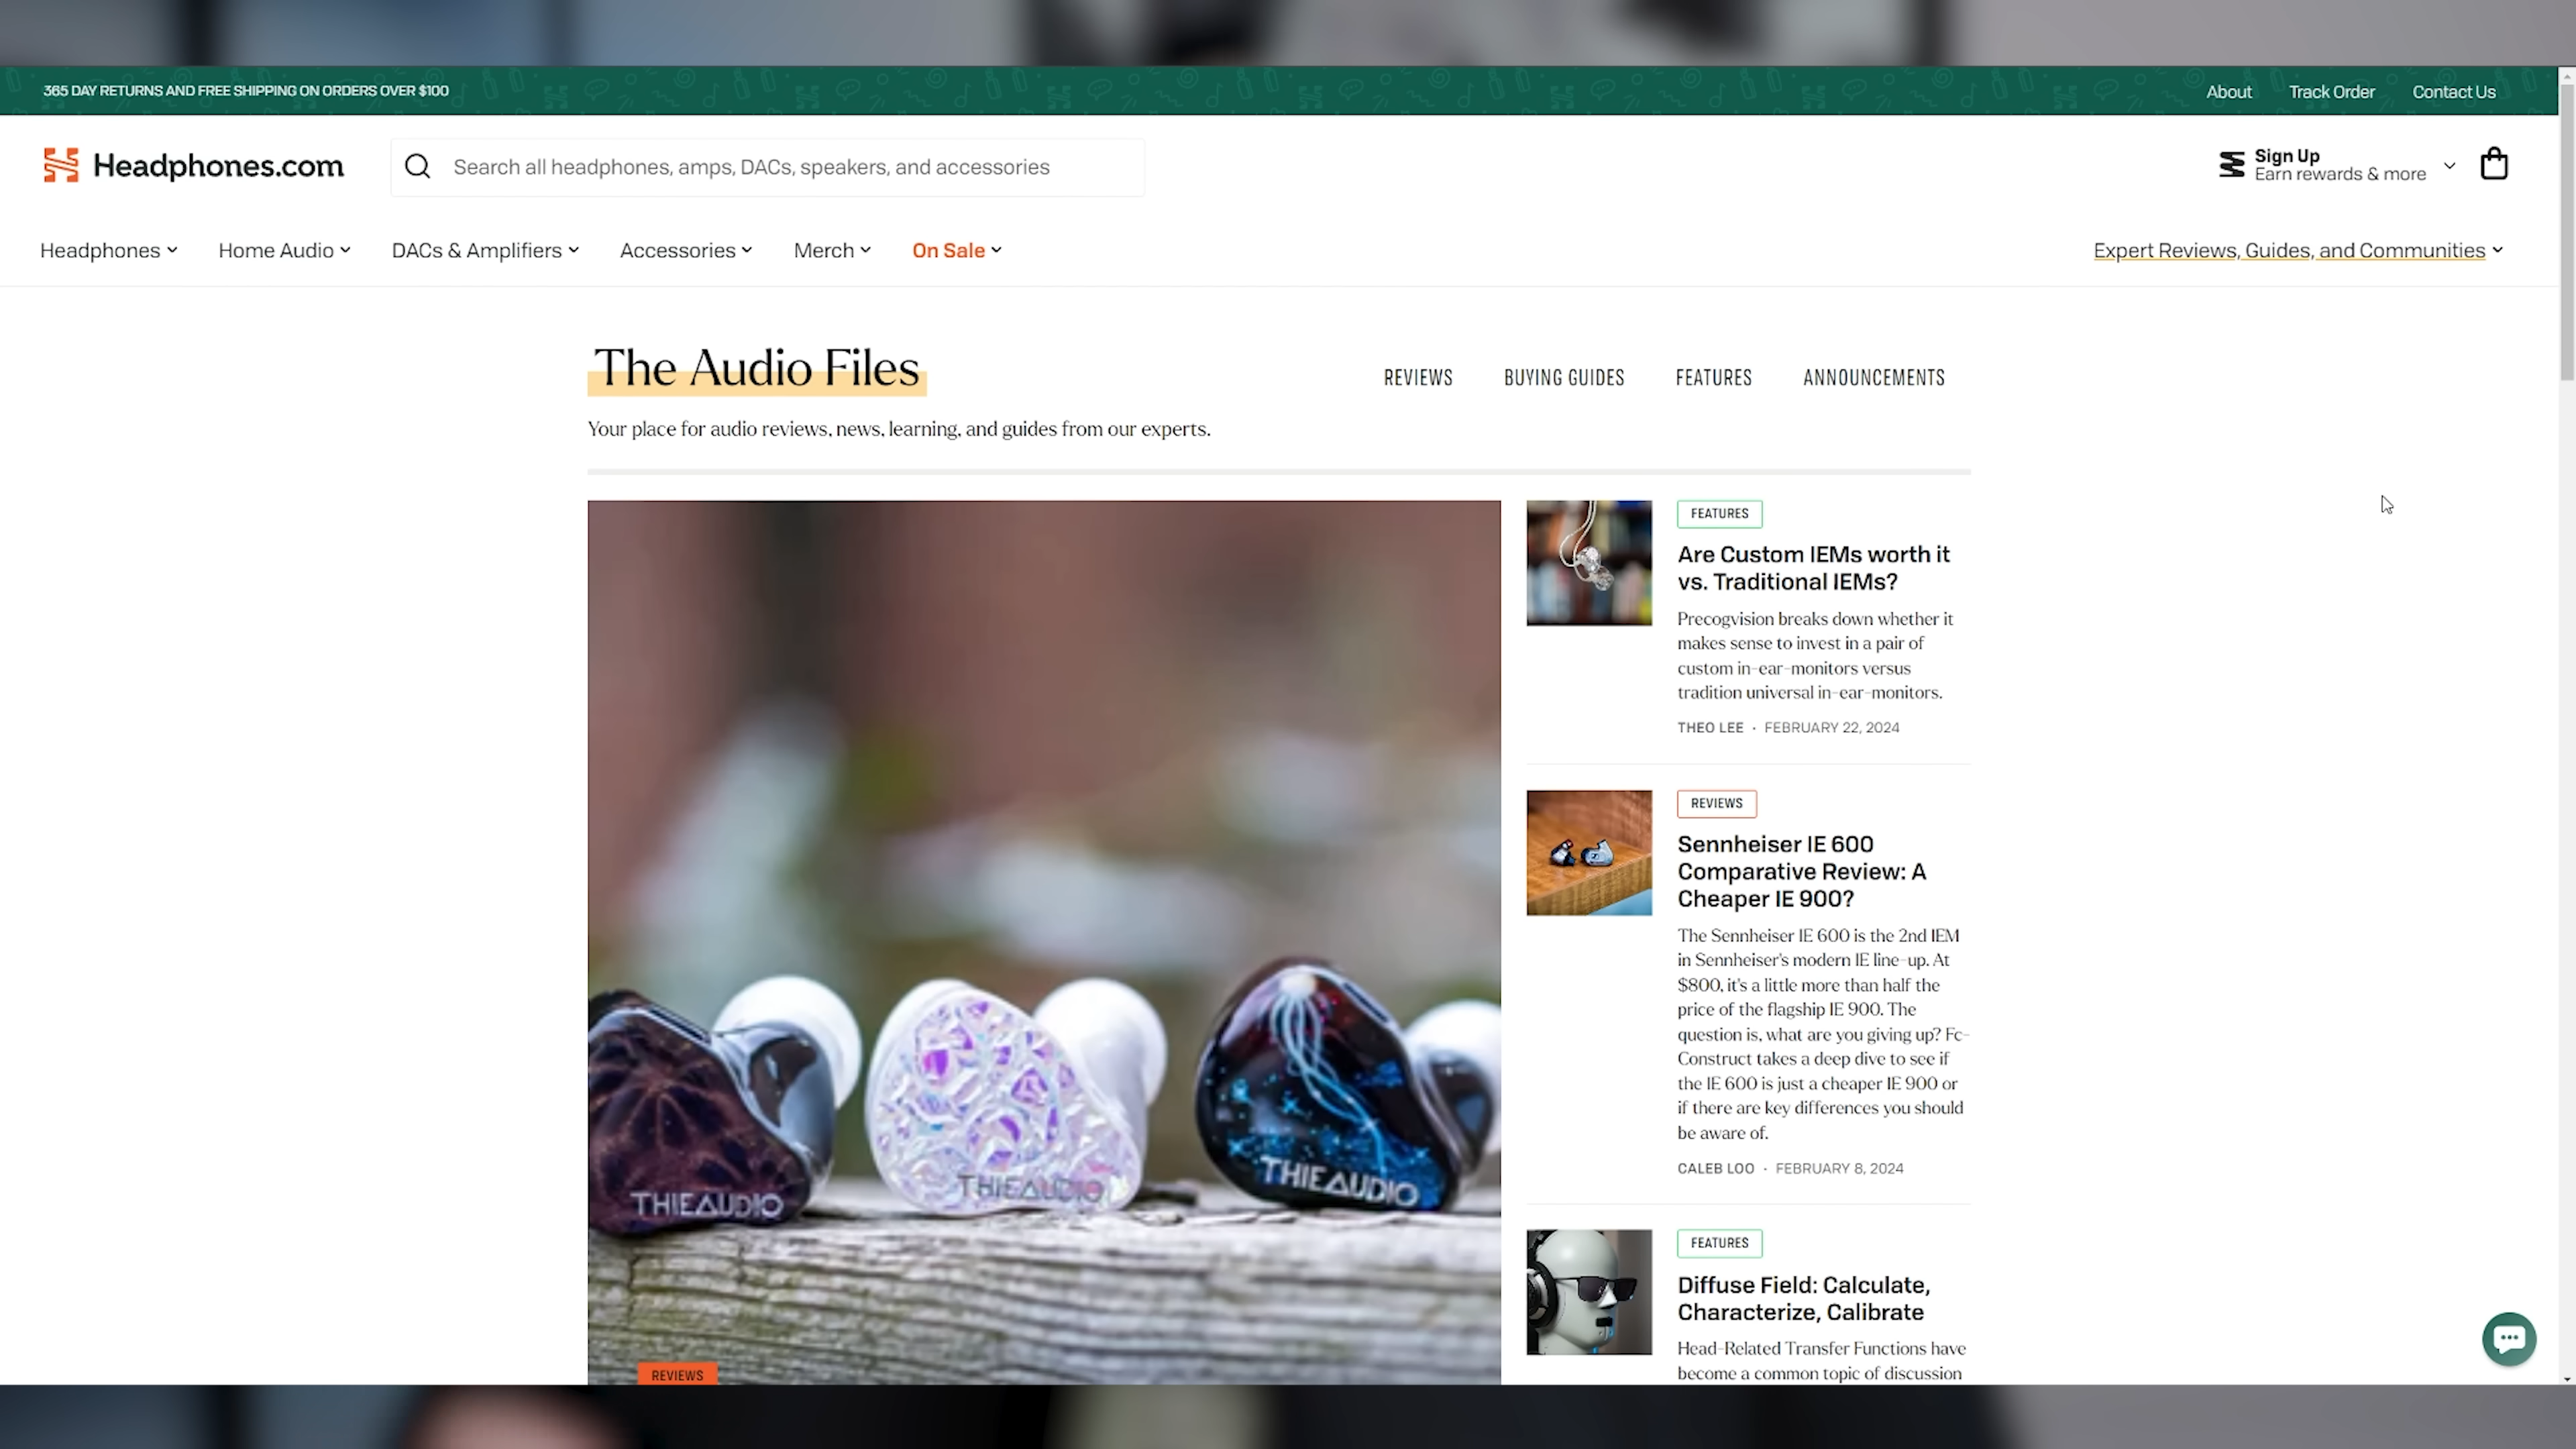 365 DAY RETURNS AND FREE SHIPPING ON ORDERS OVER $100
About
Track Order
Contact Us
Headphones.com
Search all headphones, amps, DACs, speakers, and accessories
Sign Up
Earn rewards & more
Headphones
Home Audio
DACs & Amplifiers
Accessories
Merch
On Sale
Expert Reviews, Guides, and Communities
The Audio Files
REVIEWS
BUYING GUIDES
FEATURES
ANNOUNCEMENTS
Your place for audio reviews, news, learning, and guides from our experts.
THIEAUDIO
THIEAUDIO
THIEAUDIO
REVIEWS
FEATURES
Are Custom IEMs worth it
vs. Traditional IEMs?
Precogvision breaks down whether it
makes sense to invest in a pair of
custom in-ear-monitors versus
tradition universal in-ear-monitors.
THEO LEE · FEBRUARY 22, 2024
REVIEWS
Sennheiser IE 600
Comparative Review: A
Cheaper IE 900?
The Sennheiser IE 600 is the 2nd IEM
in Sennheiser's modern IE line-up. At
$800, it's a little more than half the
price of the flagship IE 900. The
question is, what are you giving up? Fc-
Construct takes a deep dive to see if
the IE 600 is just a cheaper IE 900 or
if there are key differences you should
be aware of.
CALEB LOO · FEBRUARY 8, 2024
FEATURES
Diffuse Field: Calculate,
Characterize, Calibrate
Head-Related Transfer Functions have
become a common topic of discussion